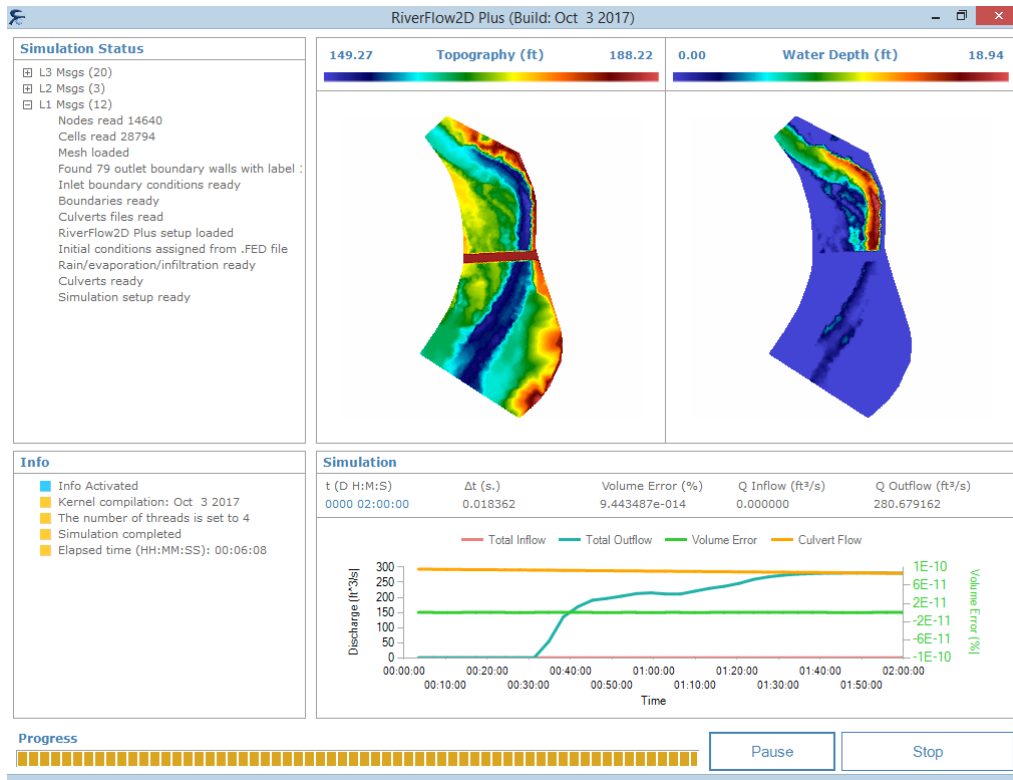 RiverFlow2D Plus (Build: Oct 3 2017)
Simulation Status
L3 Msgs (20)
L2 Msgs (3)
L1 Msgs (12)
Nodes read 14640
Cells read 28794
Mesh loaded
Found 79 outlet boundary walls with label
Inlet boundary conditions ready
Boundaries ready
Culverts files read
RiverFlow2D Plus setup loaded
Initial conditions assigned from .FED file
Rain/evaporation/infiltration ready
Culverts ready
Simulation setup ready
149.27 Topography (ft) 188.22
0.00 Water Depth (ft) 18.94
Info
Info Activated
Kernel compilation: Oct 3 2017
The number of threads is set to 4
Simulation completed
Elapsed time (HH:MM:SS): 00:06:08
Simulation
t (D H:M:S) Δt (s.) Volume Error (%) Q Inflow (ft³/s) Q Outflow (ft³/s)
0000 02:00:00 0.018362 9.443487e-014 0.000000 280.679162
Total Inflow Total Outflow Volume Error Culvert Flow
Discharge (ft^3/s)
300
250
200
150
100
50
0
1E-10
6E-11
2E-11
-2E-11
-6E-11
-1E-10
Volume Error [%]
00:00:00 00:20:00 00:40:00 01:00:00 01:20:00 01:40:00 02:00:00
00:10:00 00:30:00 00:50:00 01:10:00 01:30:00 01:50:00
Time
Progress
Pause
Stop